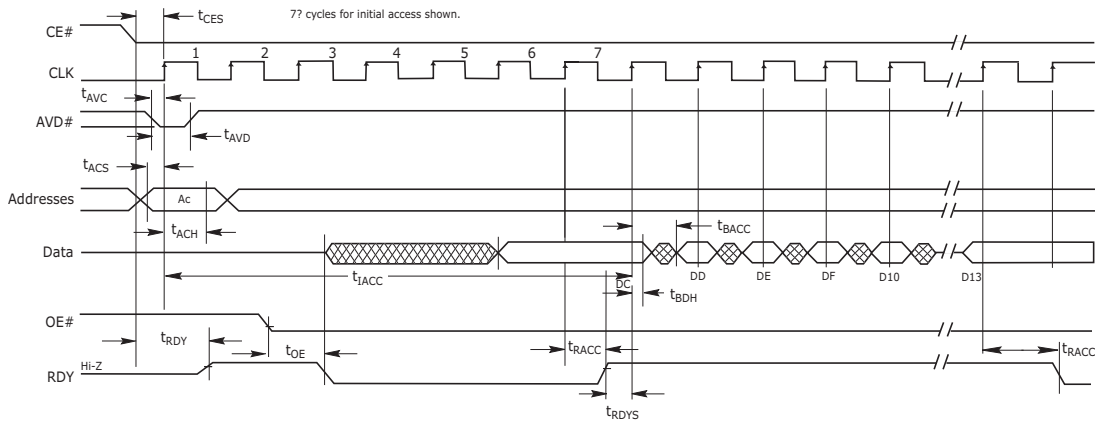 7? cycles for initial access shown.
tCES
CE#
1 2 3 4 5 6 7
CLK
tAVC
AVD#
tAVD
tACS
Addresses
Ac
tACH
tBACC
Data
tIACC
DC
DD DE DF D10 D13
tBDH
OE#
tRDY
tOE
tRACC
tRACC
Hi-Z
RDY
tRDYS